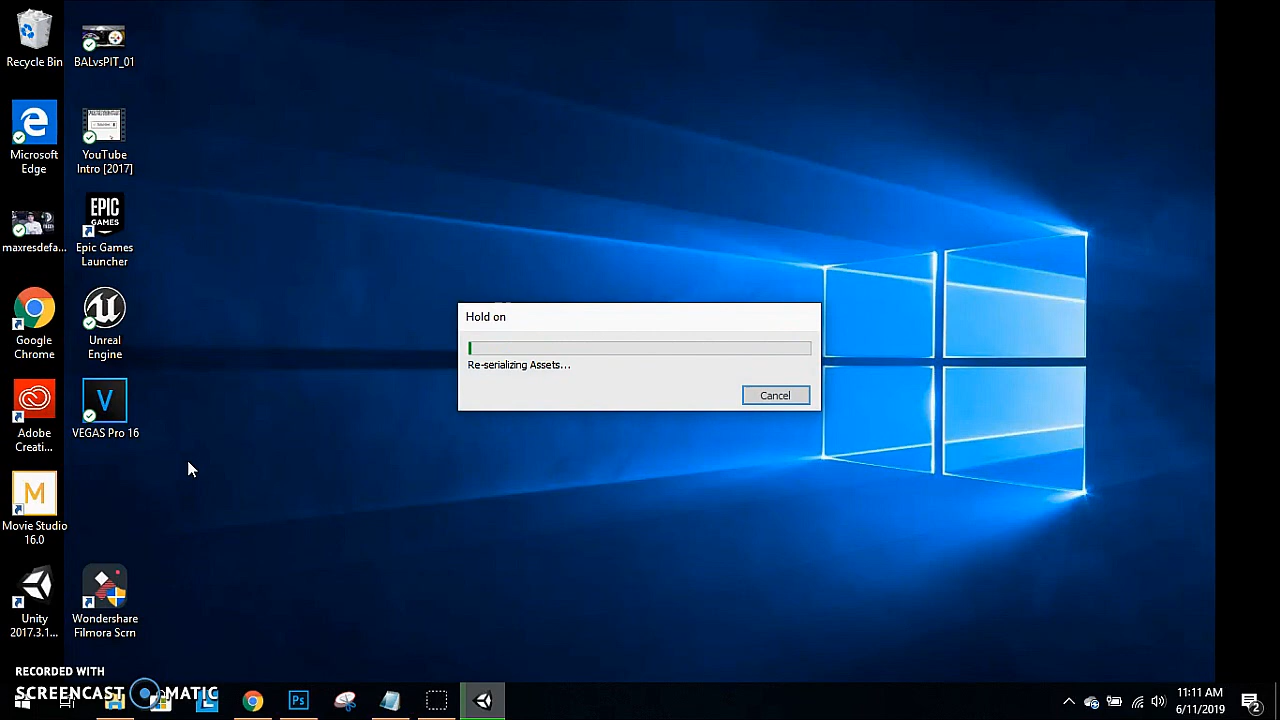 Recycle Bin
BALvsPIT_01
Microsoft
Edge
YouTube
Intro [2017]
maxresdefa...
EPIC
GAMES
Epic Games
Launcher
Google
Chrome
Unreal
Engine
Adobe
Creati...
V
VEGAS Pro 16
M
Movie Studio
16.0
Unity
2017.3.1...
Wondershare
Filmora Scrn
Hold on
Re-serializing Assets...
Cancel
RECORDED WITH
SCREENCAST MATIC
L
Ps
11:11 AM
6/11/2019
2